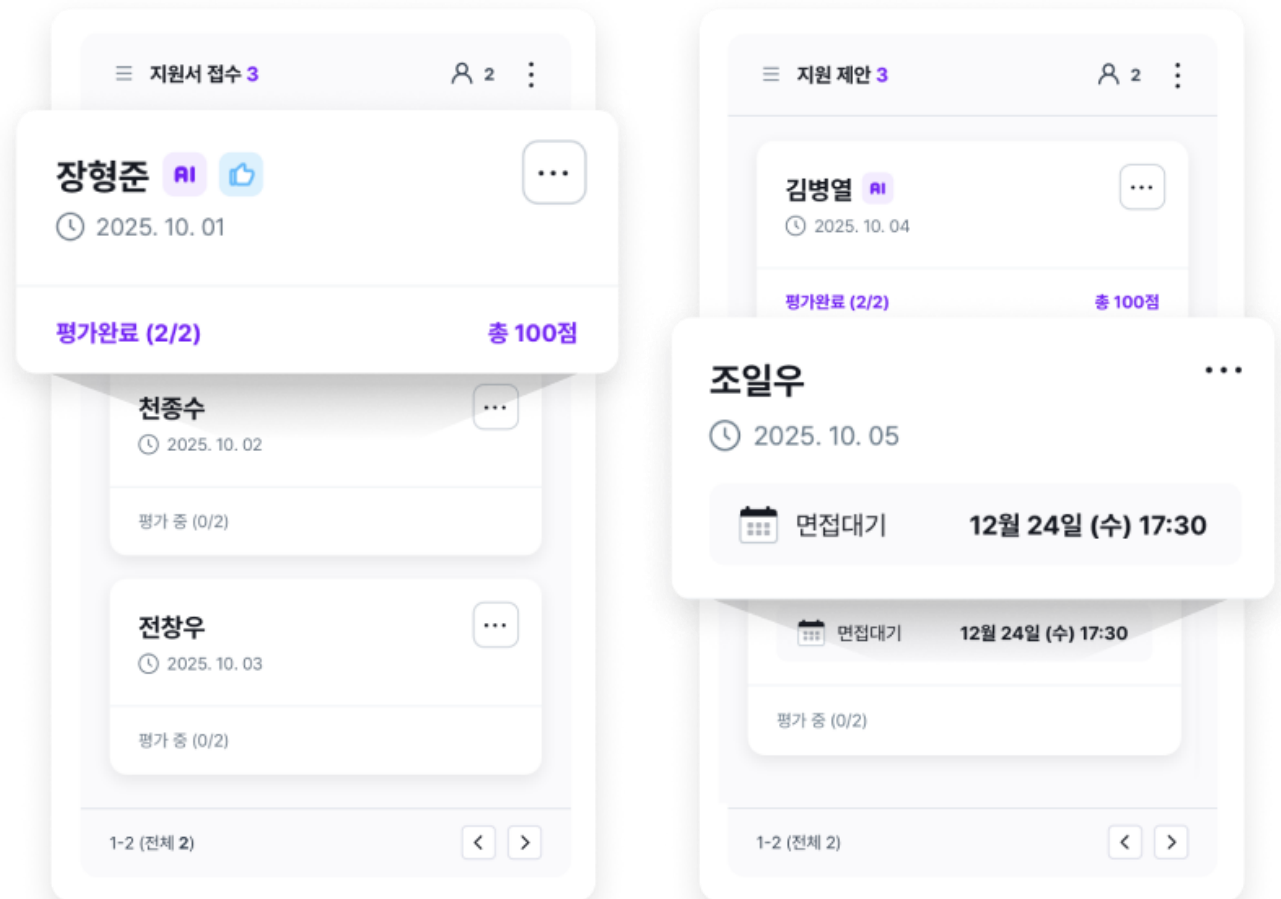 지원서 접수 3
2
장형준 AI
2025. 10. 01
평가완료 (2/2) 총 100점
천종수
2025. 10. 02
평가 중 (0/2)
전창우
2025. 10. 03
평가 중 (0/2)
1-2 (전체 2)
지원 제안 3
2
김병열 AI
2025. 10. 04
평가완료 (2/2) 총 100점
조일우
2025. 10. 05
면접대기 12월 24일 (수) 17:30
면접대기 12월 24일 (수) 17:30
평가 중 (0/2)
1-2 (전체 2)